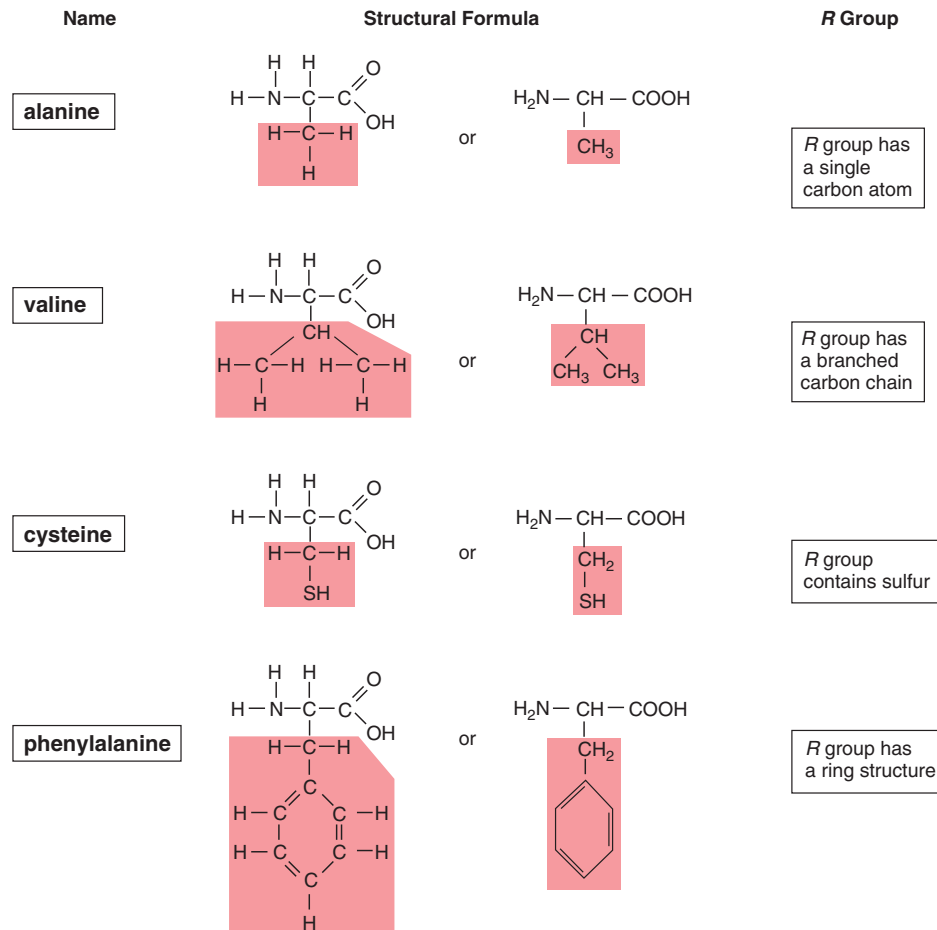 Name Structural Formula R Group
H H
O
H N C C
OH
H C H
H
alanine
or
H₂N CH COOH
CH₃
R group has
a single
carbon atom
H H
O
H N C C
OH
CH
H C H H C H
H H
valine
or
H₂N CH COOH
CH
CH₃ CH₃
R group has
a branched
carbon chain
H H
O
H N C C
OH
H C H
SH
cysteine
or
H₂N CH COOH
CH₂
SH
R group
contains sulfur
H H
O
H N C C
OH
H C H
C
H C C H
H C C H
C
H
phenylalanine
or
H₂N CH COOH
CH₂
R group has
a ring structure